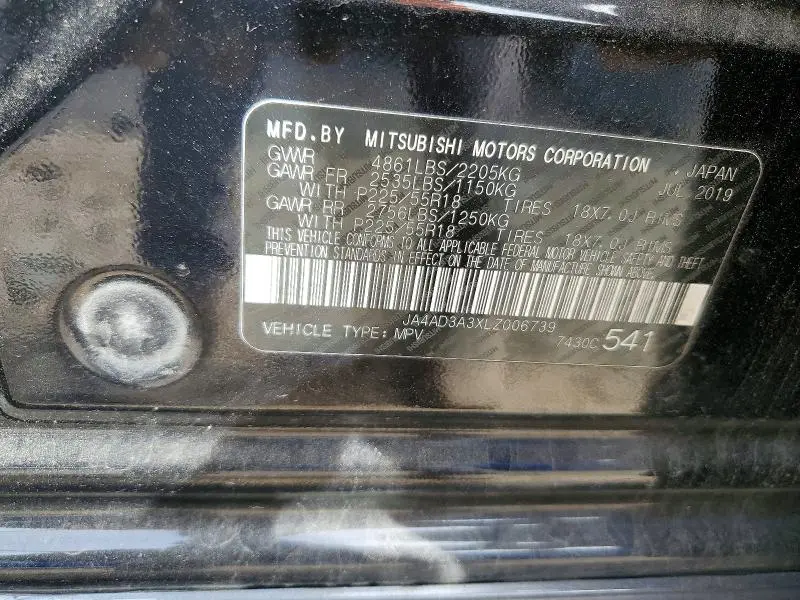 MFD.BY MITSUBISHI MOTORS CORPORATION , JAPAN
GVWR 4861LBS/2205KG JUL.2019
GAWR FR 2535LBS/1150KG
WITH P225/55R18 TIRES 18X7.0J RIMS
GAWR RR 2756LBS/1250KG
WITH P225/55R18 TIRES 18X7.0J RIMS
THIS VEHICLE CONFORMS TO ALL APPLICABLE FEDERAL MOTOR VEHICLE SAFETY AND THEFT
PREVENTION STANDARDS IN EFFECT ON THE DATE OF MANUFACTURE SHOWN ABOVE.
JA4AD3A3XLZ006739
VEHICLE TYPE: MPV 7430C 541